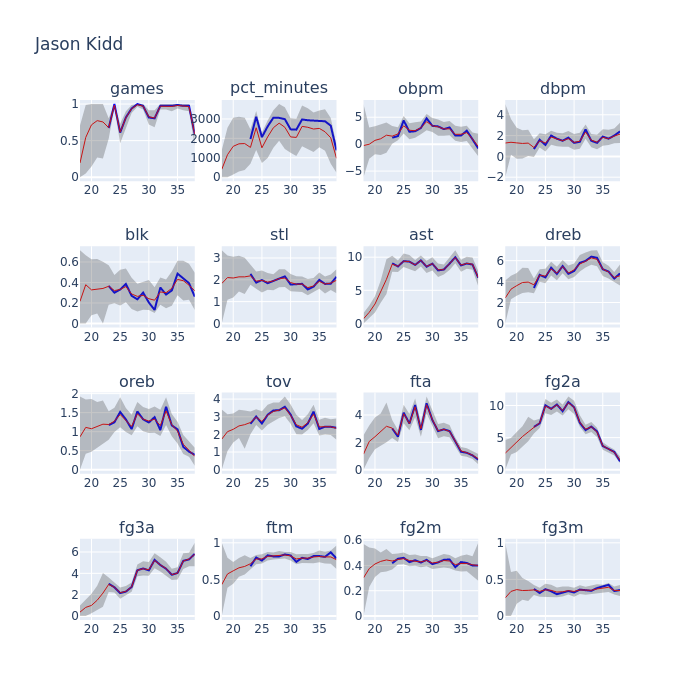 Jason Kidd
games pct_minutes obpm dbpm
1 0.5 0 20 25 30 35
3000 2000 1000 0 20 25 30 35
5 0 −5 20 25 30 35
4 2 0 −2 20 25 30 35
blk stl ast dreb
0.6 0.4 0.2 0 20 25 30 35
3 2 1 0 20 25 30 35
10 5 0 20 25 30 35
6 4 2 0 20 25 30 35
oreb tov fta fg2a
2 1.5 1 0.5 0 20 25 30 35
4 3 2 1 0 20 25 30 35
4 2 0 20 25 30 35
10 5 0 20 25 30 35
fg3a ftm fg2m fg3m
6 4 2 0 20 25 30 35
1 0.5 0 20 25 30 35
0.6 0.4 0.2 0 20 25 30 35
1 0.5 0 20 25 30 35